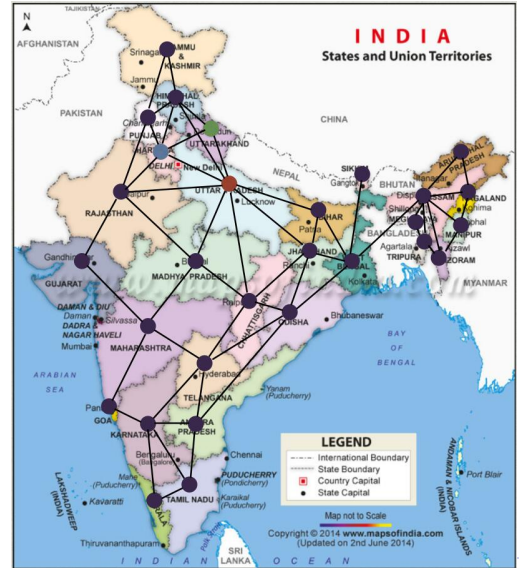 TAJIKISTAN
N
AFGHANISTAN
Srinagar
JAMMU
&
KASHMIR
Jammu
INDIA
States and Union Territories
PAKISTAN
CHINA
PUNJAB
UTTARAKHAND
DELHI
New Delhi
NEPAL
SIKKIM
Gangtok
BHUTAN
PRADESH
Itanagar
RAJASTHAN
Jaipur
UTTAR PRADESH
Lucknow
BIHAR
Patna
ASSAM
NAGALAND
Kohima
Shillong
BANGLADESH
MANIPUR
Agartala
TRIPURA
Aizawl
MIZORAM
MYANMAR
Gandhinagar
GUJARAT
MADHYA PRADESH
Ranchi
Kolkata
Raipur
CHHATTISGARH
ODISHA
Bhubaneswar
DAMAN & DIU
Daman
Silvassa
DADRA &
NAGAR HAVELI
Mumbai
MAHARASHTRA
ARABIAN
SEA
BAY
OF
BENGAL
Hyderabad
TELANGANA
Yanam
(Puducherry)
GOA
KARNATAKA
ANDHRA
PRADESH
Bengaluru
(Bangalore)
Chennai
Mahe
(Puducherry)
PUDUCHERRY
(Pondicherry)
Karaikal
(Puducherry)
TAMIL NADU
LAKSHADWEEP
(INDIA)
Kavaratti
Thiruvananthapuram
SRI
LANKA
INDIAN OCEAN
ANDAMAN & NICOBAR ISLANDS
(INDIA)
Port Blair
LEGEND
International Boundary
State Boundary
Country Capital
State Capital
Map not to Scale
Copyright © 2014 www.mapsofindia.com
(Updated on 2nd June 2014)